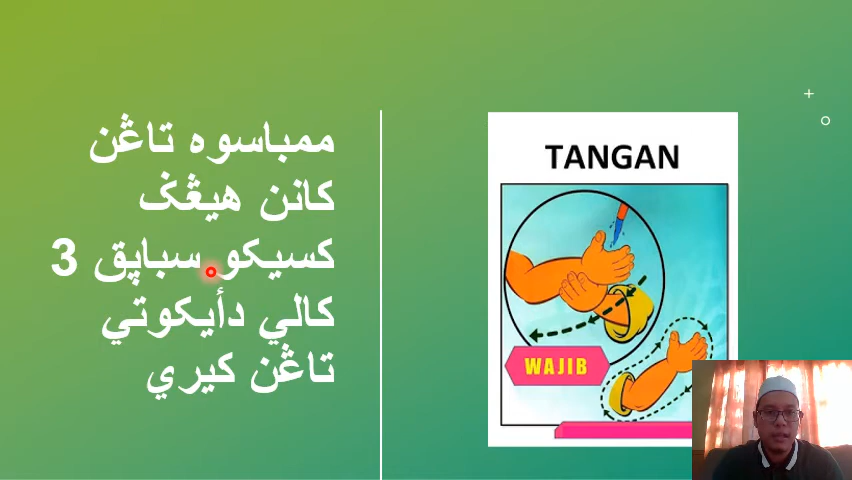 ممباسوه تاڠن
كانن هيڠݢ
كسيكو سباڽق 3
كالي دأيكوتي
تاڠن كيري
TANGAN
WAJIB